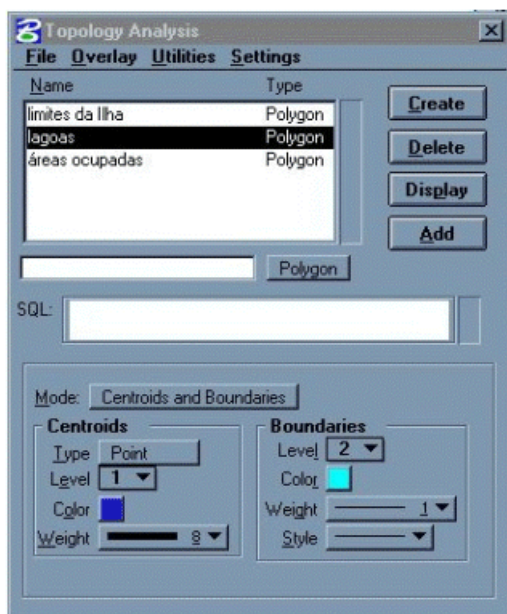 Topology Analysis
File Overlay Utilities Settings
Name Type
limites da Ilha Polygon
lagoas Polygon
áreas ocupadas Polygon
Create
Delete
Display
Add
Polygon
SQL:
Mode: Centroids and Boundaries
Centroids
Type Point
Level 1
Color
Weight 8
Boundaries
Level 2
Color
Weight 1
Style